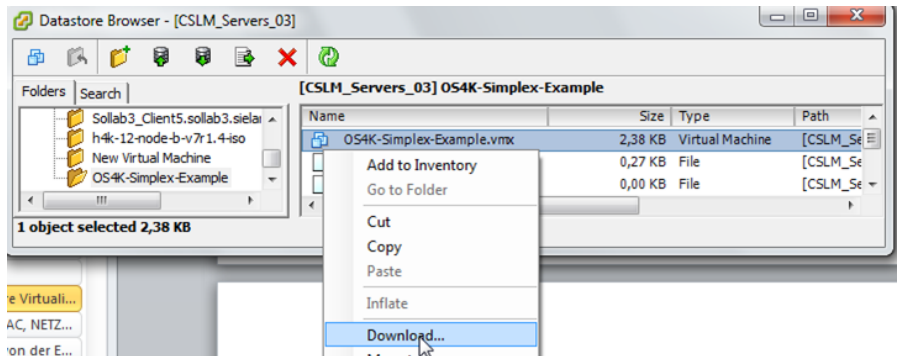 Datastore Browser - [CSLM_Servers_03]
Folders Search
[CSLM_Servers_03] OS4K-Simplex-Example
Sollab3_Client5.sollab3.sielar
h4k-12-node-b-v7r1.4-iso
New Virtual Machine
OS4K-Simplex-Example
Name Size Type Path
OS4K-Simplex-Example.vmx 2,38 KB Virtual Machine [CSLM_Se
0,27 KB File [CSLM_Se
0,00 KB File [CSLM_Se
1 object selected 2,38 KB
Add to Inventory
Go to Folder
Cut
Copy
Paste
Inflate
Download...
e Virtuali...
AC, NETZ...
von der E...